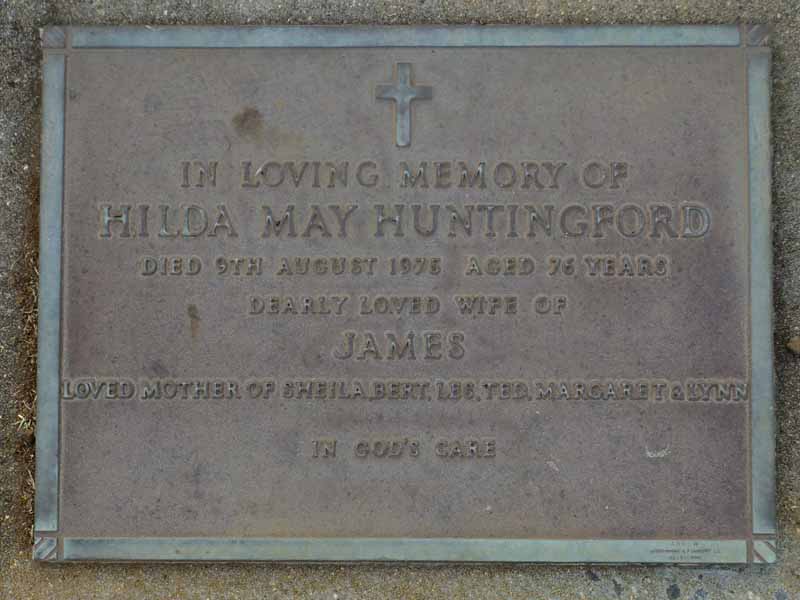 IN LOVING MEMORY OF
HILDA MAY HUNTINGFORD
DIED 9TH AUGUST 1975 AGED 76 YEARS
DEARLY LOVED WIFE OF
JAMES
LOVED MOTHER OF SHEILA, BERT, LES, TED, MARGARET & LYNN
IN GOD'S CARE